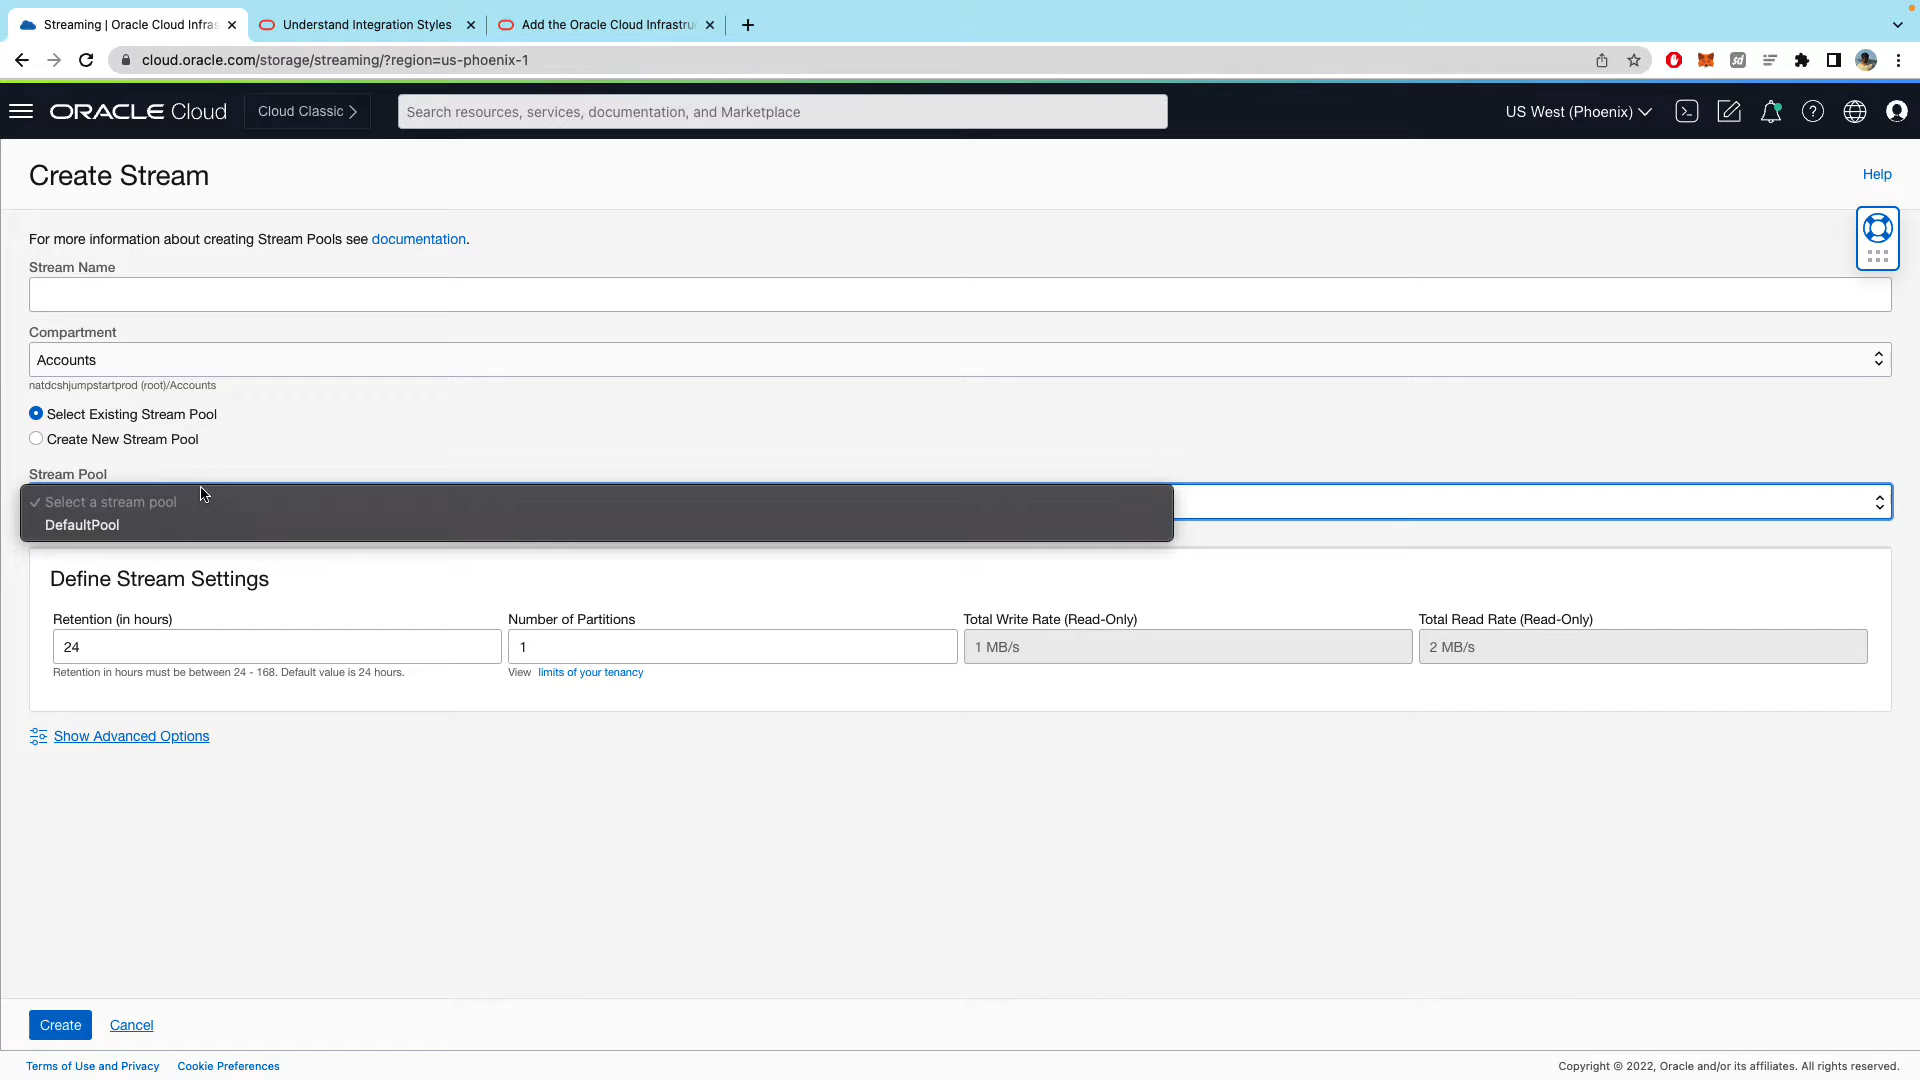 Streaming | Oracle Cloud Infras
Understand Integration Styles
Add the Oracle Cloud Infrastru
cloud.oracle.com/storage/streaming/?region=us-phoenix-1
ORACLE Cloud
Cloud Classic
Search resources, services, documentation, and Marketplace
US West (Phoenix)
Create Stream
Help
For more information about creating Stream Pools see documentation.
Stream Name
Compartment
Accounts
natdcshjumpstartprod (root)/Accounts
Select Existing Stream Pool
Create New Stream Pool
Stream Pool
Select a stream pool
DefaultPool
Define Stream Settings
Retention (in hours) Number of Partitions Total Write Rate (Read-Only) Total Read Rate (Read-Only)
24 1 1 MB/s 2 MB/s
Retention in hours must be between 24 - 168. Default value is 24 hours. View limits of your tenancy
Show Advanced Options
Create Cancel
Terms of Use and Privacy Cookie Preferences Copyright © 2022, Oracle and/or its affiliates. All rights reserved.